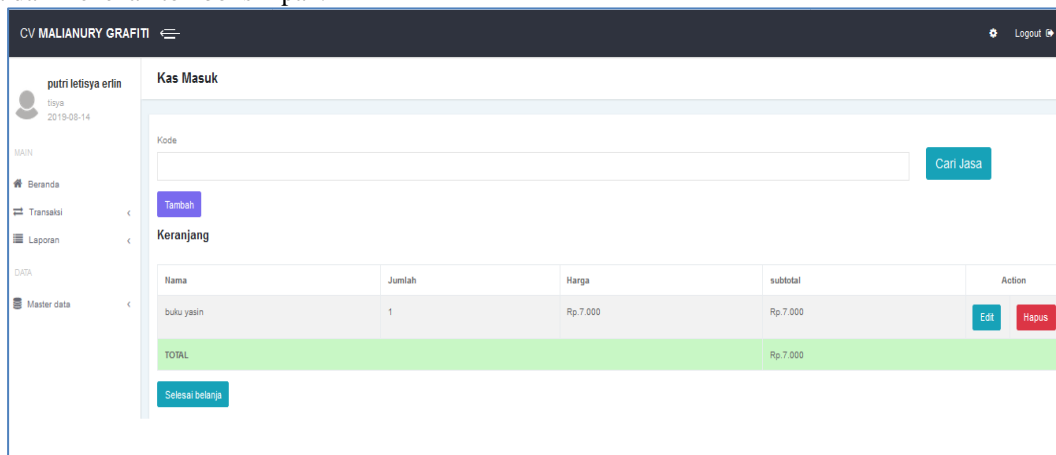 CV MALIANURY GRAFITI
Logout
putri letisya erlin
tisya
2019-08-14
Kas Masuk
MAIN
Beranda
Transaksi
Laporan
DATA
Master data
Kode
Cari Jasa
Tambah
Keranjang
Nama Jumlah Harga subtotal Action
buku yasin 1 Rp.7.000 Rp.7.000 Edit Hapus
TOTAL Rp.7.000
Selesai belanja